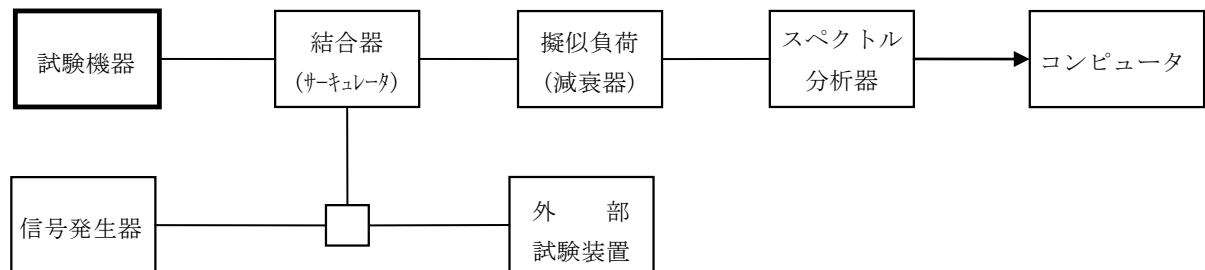 試験機器
結合器
(ｻｰｷｭﾚｰﾀ)
擬似負荷
(減衰器)
スペクトル
分析器
コンピュータ
信号発生器
外　　部
試験装置